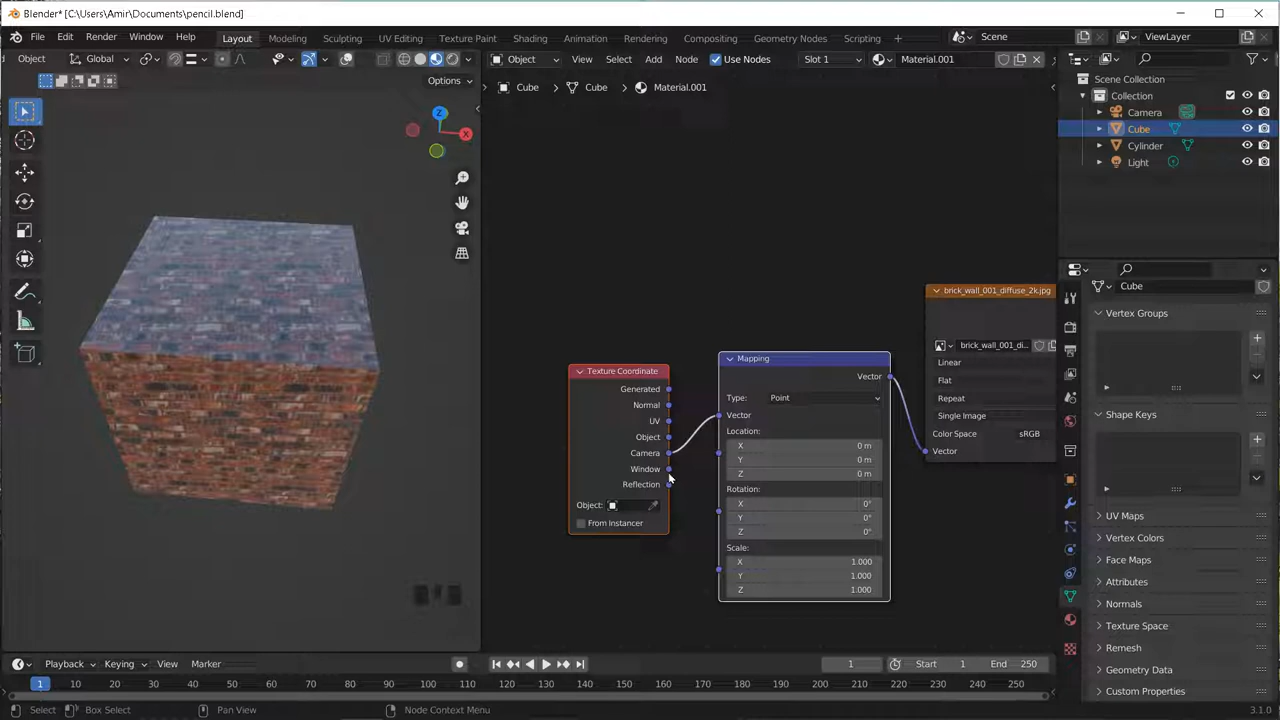 Blender* [C:\Users\Amir\Documents\pencil.blend]
File Edit Render Window Help Layout Modeling Sculpting UV Editing Texture Paint Shading Animation Rendering Compositing Geometry Nodes Scripting + Scene ViewLayer
Object Global Object View Select Add Node Use Nodes Slot 1 Material.001
Options
Z
X
Cube Cube Material.001
Scene Collection
Collection
Camera
Cube
Cylinder
Light
Cube
Vertex Groups
Shape Keys
UV Maps
Vertex Colors
Face Maps
Attributes
Normals
Texture Space
Remesh
Geometry Data
Custom Properties
Texture Coordinate
Generated
Normal
UV
Object
Camera
Window
Reflection
Object:
From Instancer
Mapping
Vector
Type: Point
Vector
Location:
X 0 m
Y 0 m
Z 0 m
Rotation:
X 0°
Y 0°
Z 0°
Scale:
X 1.000
Y 1.000
Z 1.000
brick_wall_001_diffuse_2k.jpg
brick_wall_001_di...
Linear
Flat
Repeat
Single Image
Color Space sRGB
Vector
Playback Keying View Marker 1 Start 1 End 250
1 10 20 30 40 50 60 70 80 90 100 110 120 130 140 150 160 170 180 190 200 210 220 230 240 250
Select Box Select Pan View Node Context Menu 3.1.0